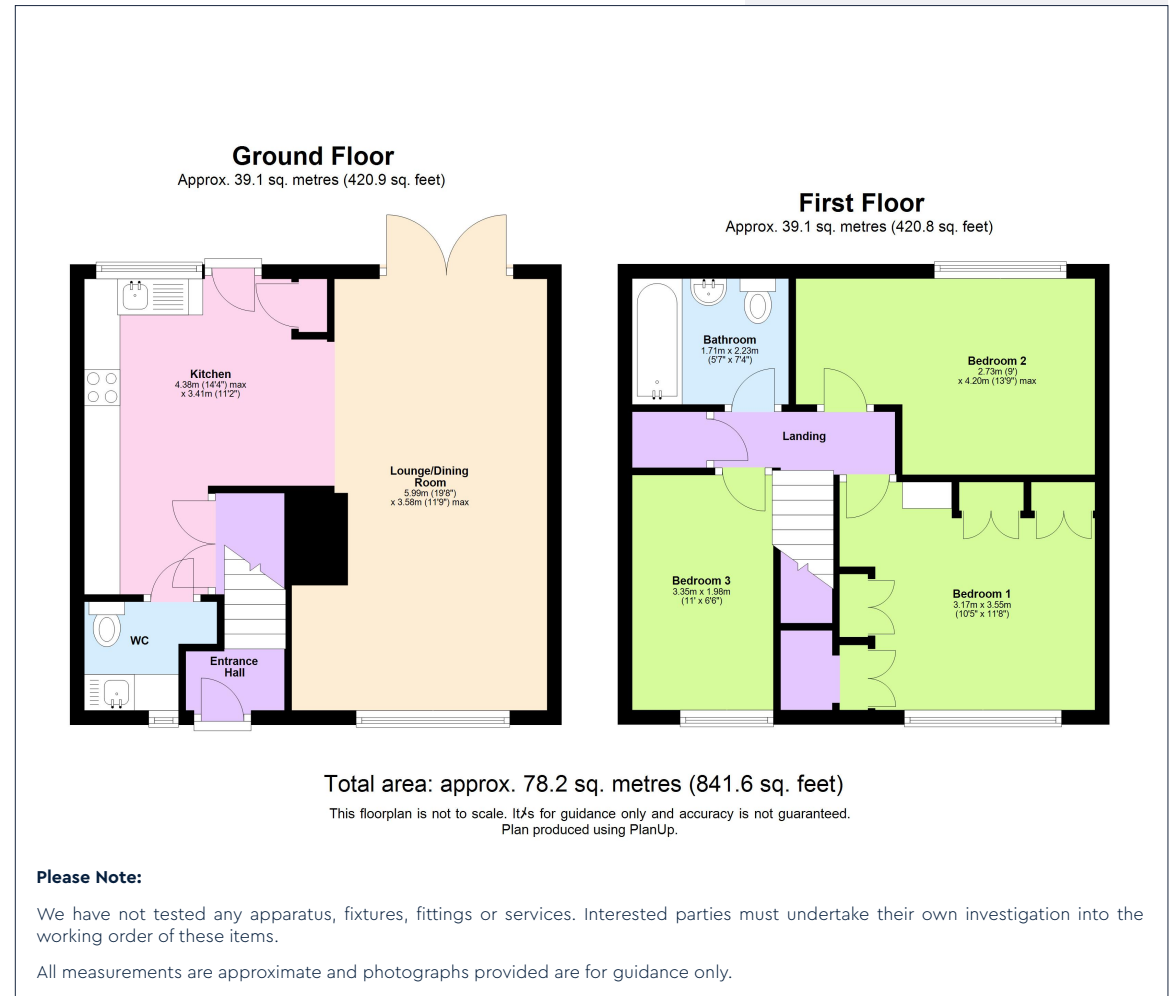 Ground Floor
Approx. 39.1 sq. metres (420.9 sq. feet)
Kitchen
4.38m (14'4") max
x 3.41m (11'2")
Lounge/Dining
Room
5.99m (19'8")
x 3.58m (11'9") max
WC
Entrance
Hall
First Floor
Approx. 39.1 sq. metres (420.8 sq. feet)
Bathroom
1.71m x 2.23m
(5'7" x 7'4")
Bedroom 2
2.73m (9')
x 4.20m (13'9") max
Landing
Bedroom 3
3.35m x 1.98m
(11' x 6'6")
Bedroom 1
3.17m x 3.55m
(10'5" x 11'8")
Total area: approx. 78.2 sq. metres (841.6 sq. feet)
This floorplan is not to scale. It's for guidance only and accuracy is not guaranteed.
Plan produced using PlanUp.
Please Note:
We have not tested any apparatus, fixtures, fittings or services. Interested parties must undertake their own investigation into the
working order of these items.
All measurements are approximate and photographs provided are for guidance only.